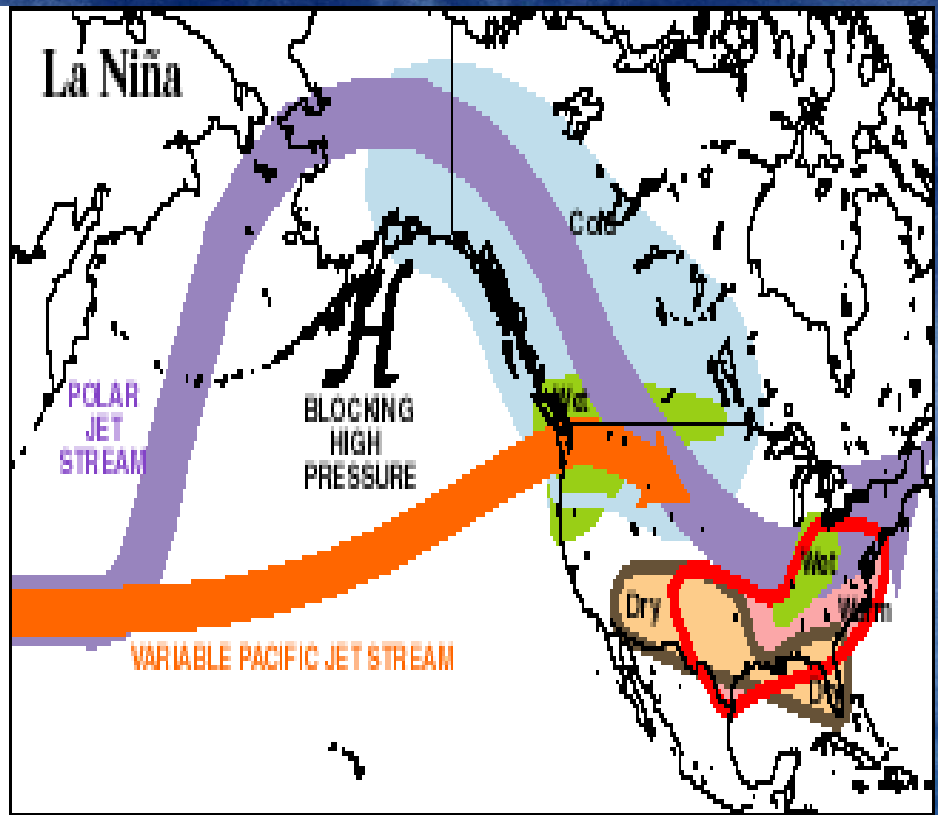 La Niña
Cold
POLAR
JET
STREAM
BLOCKING
HIGH
PRESSURE
Wet
Wet
Dry
Warm
Dry
VARIABLE PACIFIC JET STREAM
H